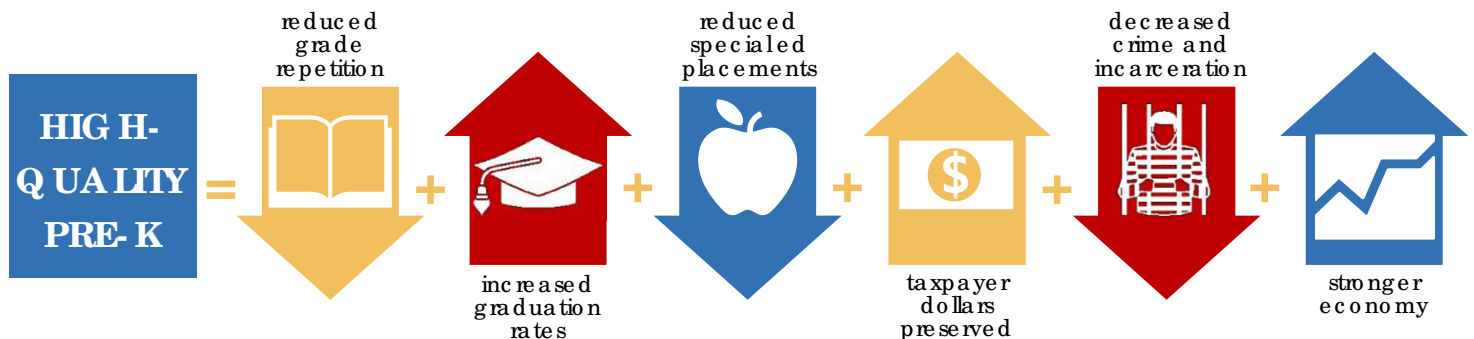 HIGH-
QUALITY
PRE-K
=
reduced
grade
repetition
+
increased
graduation
rates
+
reduced
specialed
placements
+
$
taxpayer
dollars
preserved
+
decreased
crime and
incarceration
+
stronger
economy